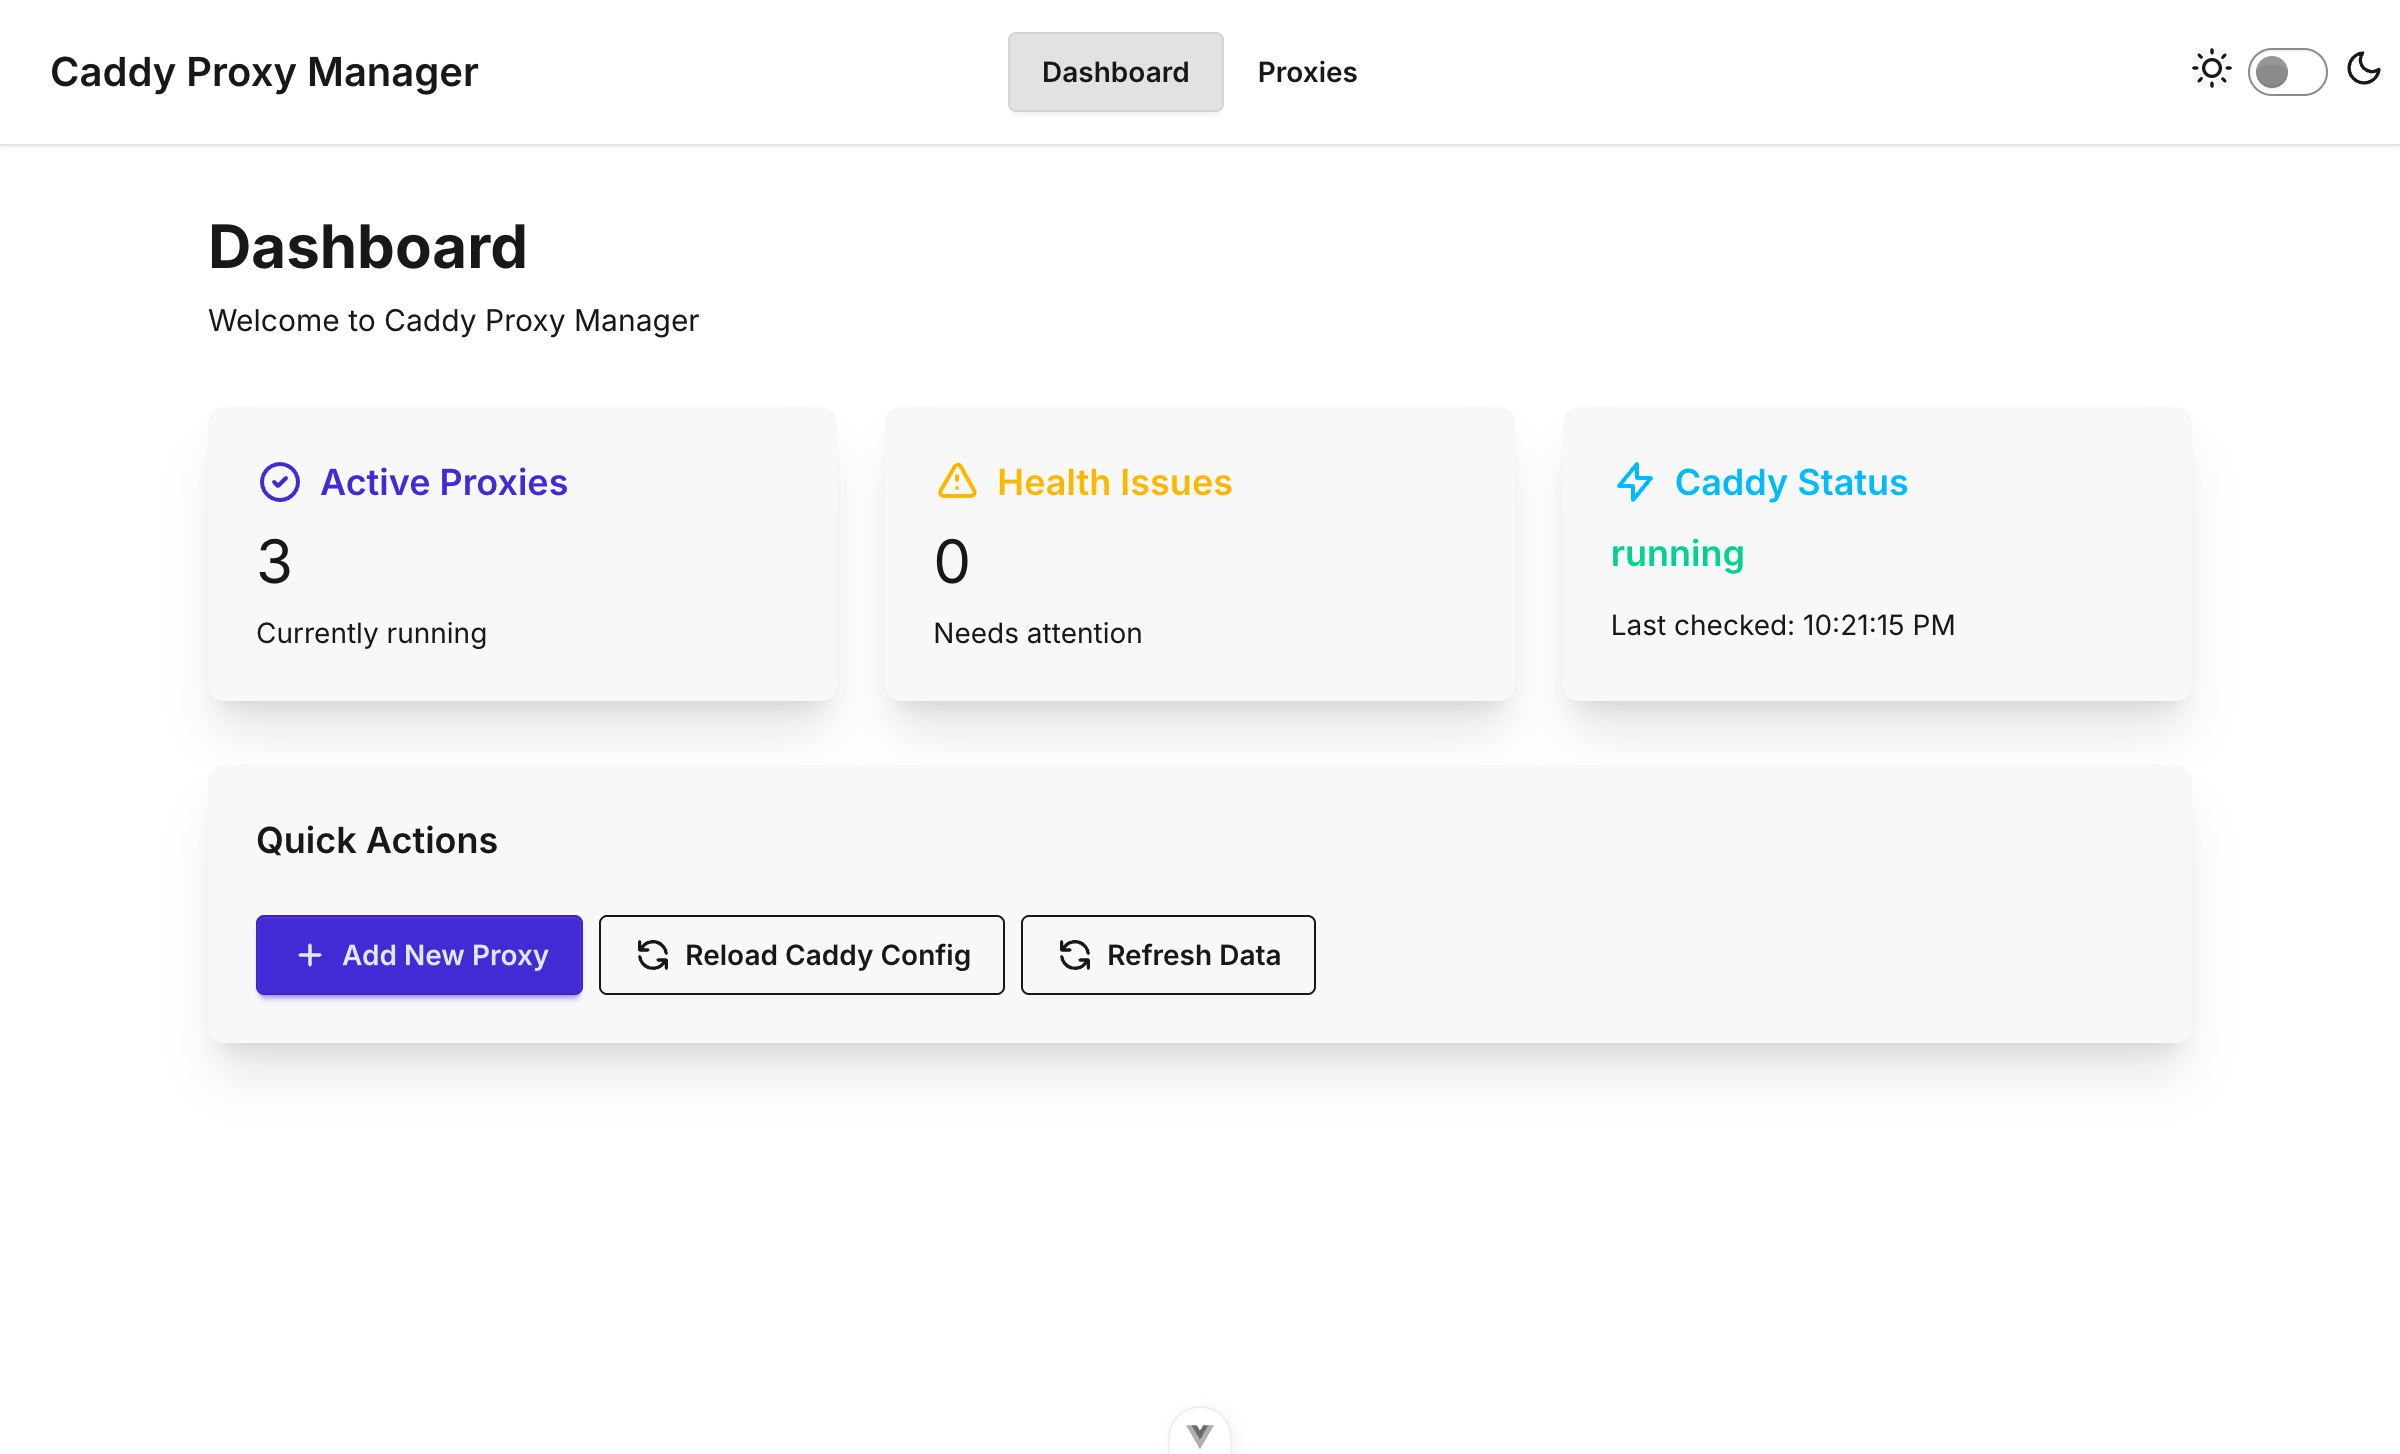 Caddy Proxy Manager
Dashboard
Proxies
Dashboard
Welcome to Caddy Proxy Manager
Active Proxies
3
Currently running
Health Issues
0
Needs attention
Caddy Status
running
Last checked: 10:21:15 PM
Quick Actions
Add New Proxy
Reload Caddy Config
Refresh Data